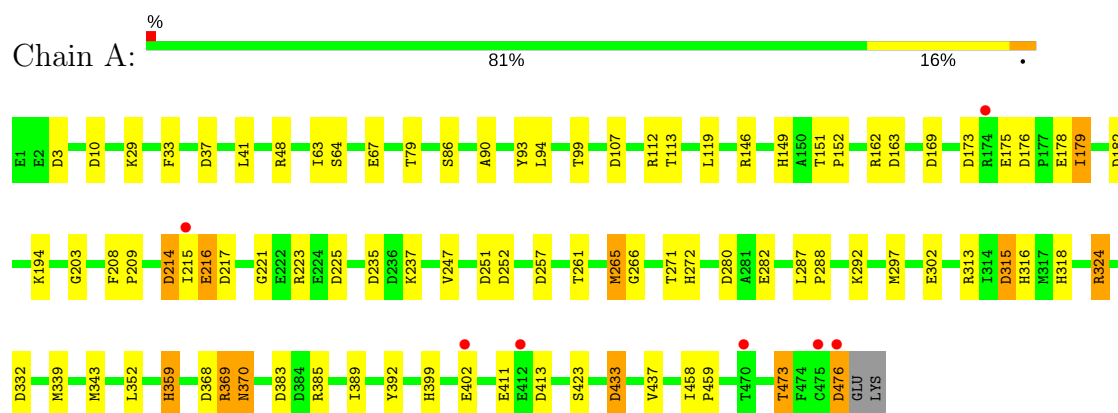 %
Chain A:
81% 16% •
E1 E2 D3 D10 K29 F33 D37 L41 R48 I63 S64 E67 T79 S86 A90 Y93 L94 T99 D107 R112 T113 L119 R146 H149 A150 T151 P152 R162 D163 D169 D173 R174 E175 D176 P177 E178 I179 D182
K194 G203 F208 P209 D214 I215 E216 D217 G221 E222 R223 E224 D225 D235 D236 K237 V247 D251 D252 D257 T261 M265 G266 T271 H272 D280 A281 E282 L287 P288 K292 M297 E302 R313 I314 D315 H316 M317 H318 R324
D332 M339 M343 L352 H359 D368 R369 N370 D383 D384 R385 I389 Y392 H399 E402 E411 E412 D413 S423 D433 V437 I458 P459 T470 T473 F474 C475 D476 GLU LYS